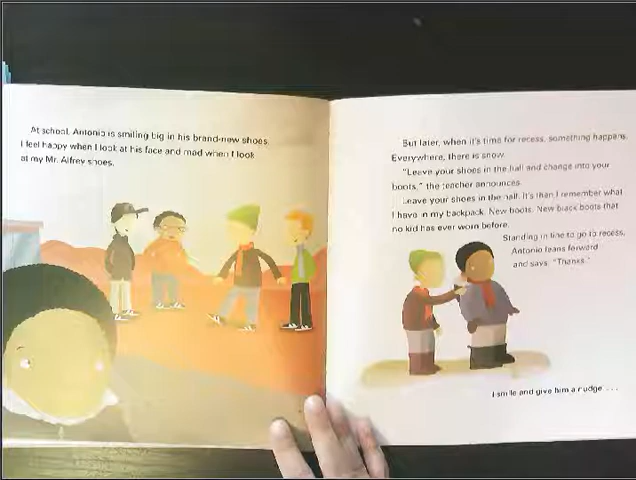 At school, Antonio is smiling big in his brand-new shoes.
I feel happy when I look at his face and mad when I look
at my Mr. Alfrey shoes.
But later, when it's time for recess, something happens.
Everywhere, there is snow.
"Leave your shoes in the hall and change into your
boots," the teacher announces.
Leave your shoes in the hall. It's then I remember what
I have in my backpack. New boots. New black boots that
no kid has ever worn before.
Standing in line to go to recess,
Antonio leans forward
and says, "Thanks."
I smile and give him a nudge . . .